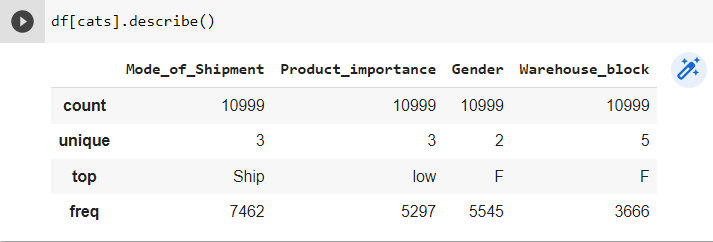 df[cats].describe()
Mode_of_Shipment Product_importance Gender Warehouse_block
count 10999 10999 10999 10999
unique 3 3 2 5
top Ship low F F
freq 7462 5297 5545 3666